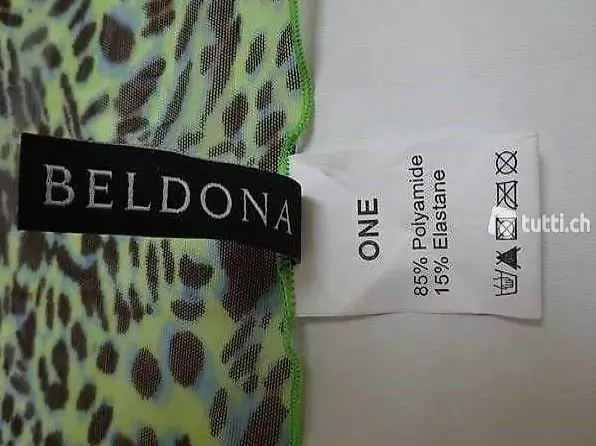 BELDONA
ONE
85% Polyamide
15% Elastane
tutti.ch